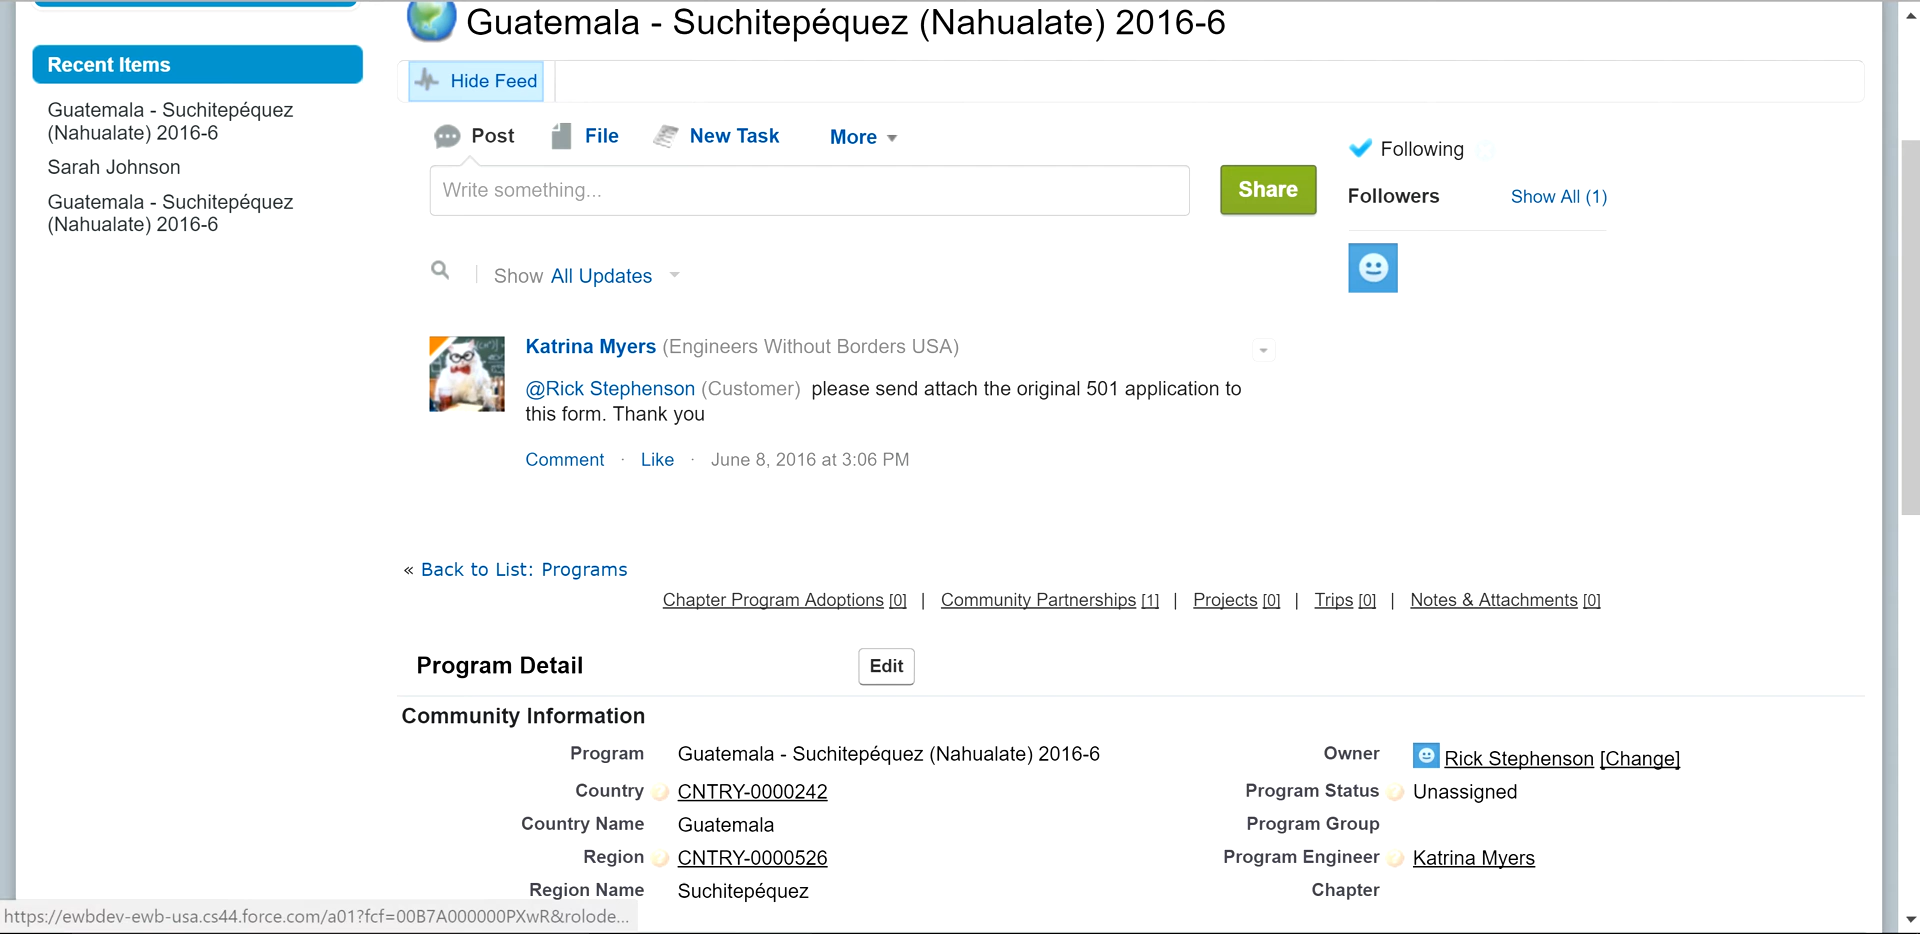 Guatemala - Suchitepéquez (Nahualate) 2016-6
Recent Items
Guatemala - Suchitepéquez
(Nahualate) 2016-6
Sarah Johnson
Guatemala - Suchitepéquez
(Nahualate) 2016-6
Hide Feed
Post File New Task More
Write something...
Share
Following
Followers Show All (1)
Show All Updates
Katrina Myers (Engineers Without Borders USA)
@Rick Stephenson (Customer) please send attach the original 501 application to
this form. Thank you
Comment · Like · June 8, 2016 at 3:06 PM
« Back to List: Programs
Chapter Program Adoptions [0] | Community Partnerships [1] | Projects [0] | Trips [0] | Notes & Attachments [0]
Program Detail Edit
Community Information
Program Guatemala - Suchitepéquez (Nahualate) 2016-6 Owner Rick Stephenson [Change]
Country CNTRY-0000242 Program Status Unassigned
Country Name Guatemala Program Group
Region CNTRY-0000526 Program Engineer Katrina Myers
Region Name Suchitepéquez Chapter
https://ewbdev-ewb-usa.cs44.force.com/a01?fcf=00B7A000000PXwR&rolode...